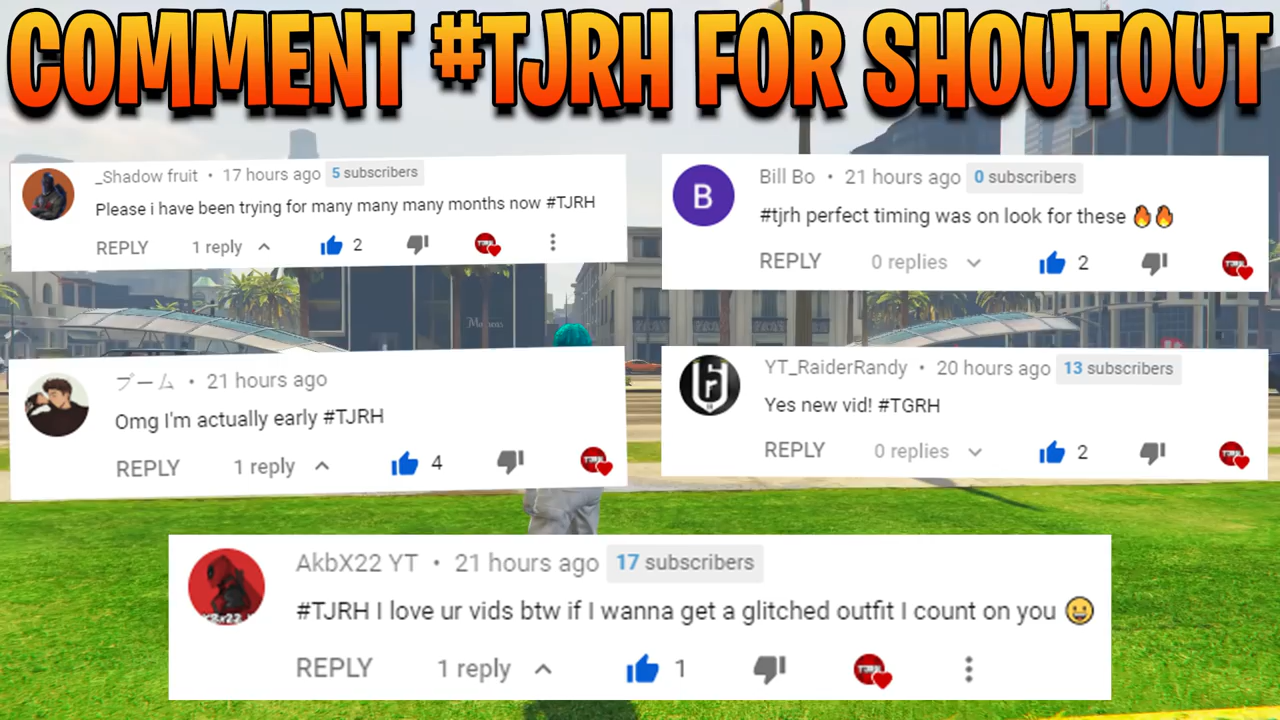 COMMENT #TJRH FOR SHOUTOUT
_Shadow fruit • 17 hours ago 5 subscribers
Please i have been trying for many many many months now #TJRH
REPLY 1 reply 2
Bill Bo • 21 hours ago 0 subscribers
B
#tjrh perfect timing was on look for these 🔥🔥
REPLY 0 replies 2
ブーム • 21 hours ago
Omg I'm actually early #TJRH
REPLY 1 reply 4
YT_RaiderRandy • 20 hours ago 13 subscribers
Yes new vid! #TGRH
REPLY 0 replies 2
AkbX22 YT • 21 hours ago 17 subscribers
#TJRH I love ur vids btw if I wanna get a glitched outfit I count on you 😀
REPLY 1 reply 1